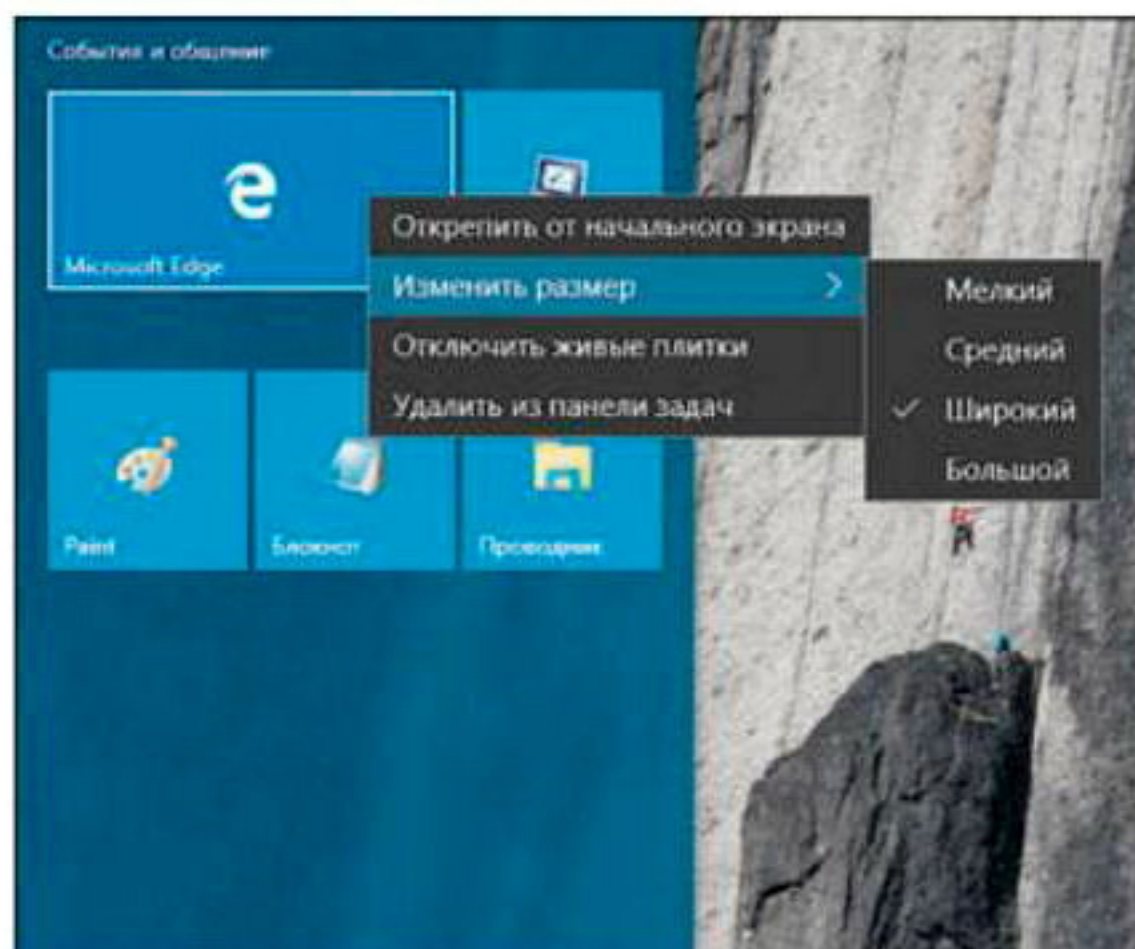 События и общение
Microsoft Edge
Открепить от начального экрана
Изменить размер
Отключить живые плитки
Удалить из панели задач
Мелкий
Средний
Широкий
Большой
Paint
Блокнот
Проводник